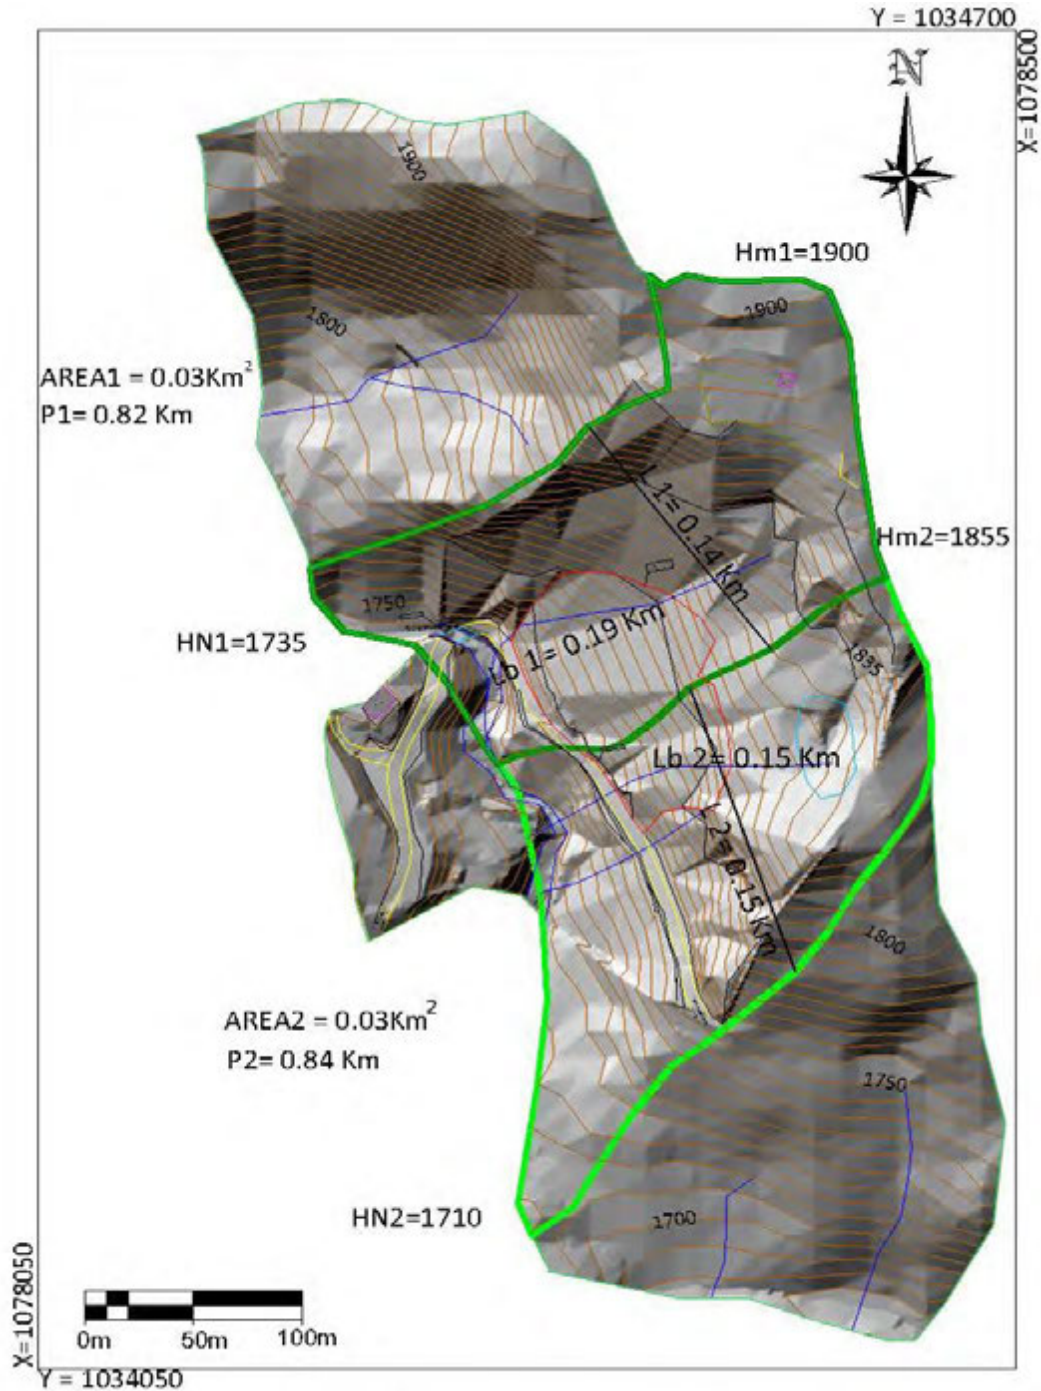 Y = 1034700
X=1078500
N
1900
Hm1=1900
1900
1800
AREA1 = 0.03Km²
P1= 0.82 Km
L 1= 0.14 Km
Hm2=1855
1750
HN1=1735
Lb 1= 0.19 Km
1835
Lb 2= 0.15 Km
L 2=0.15 Km
1800
AREA2 = 0.03Km²
P2= 0.84 Km
1750
HN2=1710
1700
X=1078050
0m 50m 100m
Y = 1034050